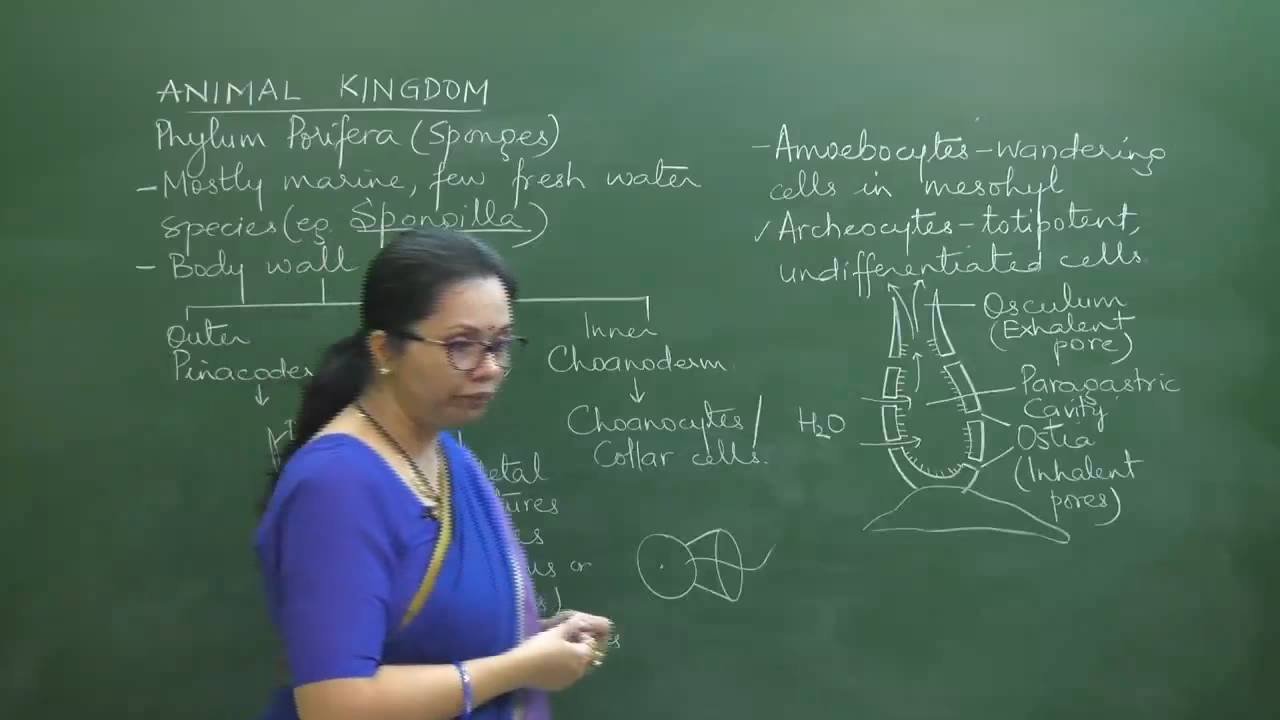 ANIMAL KINGDOM
Phylum Porifera (Sponges)
- Mostly marine, few fresh water
species (eg. Spongilla)
- Body wall
Outer
Inner
Choanoderm
Choanocytes/
Collar cells.
or
- Amoebocytes - wandering
cells in mesohyl
✓ Archeocytes - totipotent,
undifferentiated cells.
Osculum
(Exhalent
pore)
Paragastric
Cavity
H₂O
Ostia
(Inhalent
pores)